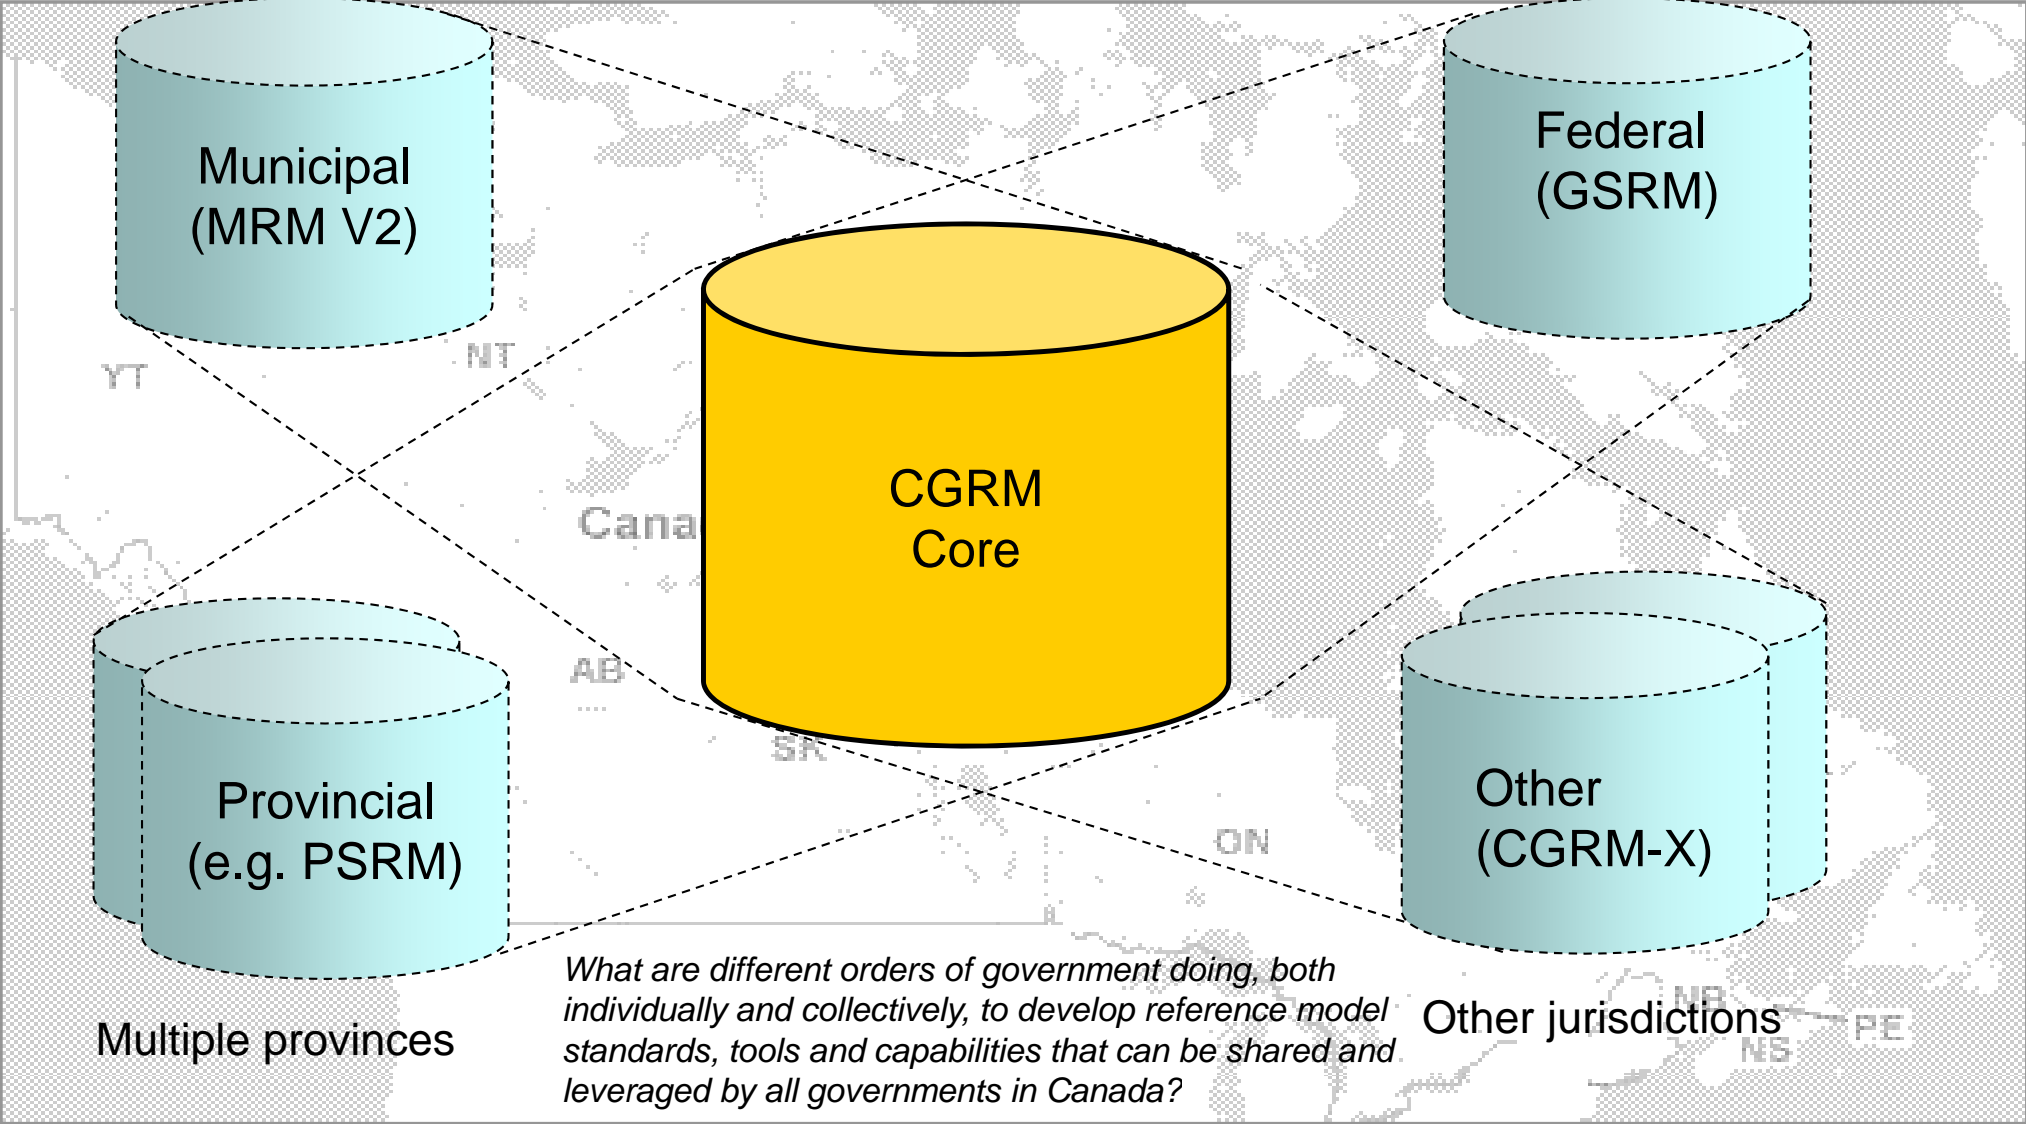 Municipal
(MRM V2)
Federal
(GSRM)
YT
NT
CGRM
Core
Cana
AB
SK
Provincial
(e.g. PSRM)
Other
(CGRM-X)
ON
What are different orders of government doing, both
individually and collectively, to develop reference model
standards, tools and capabilities that can be shared and
leveraged by all governments in Canada?
Multiple provinces
Other jurisdictions
NB
PE
NS